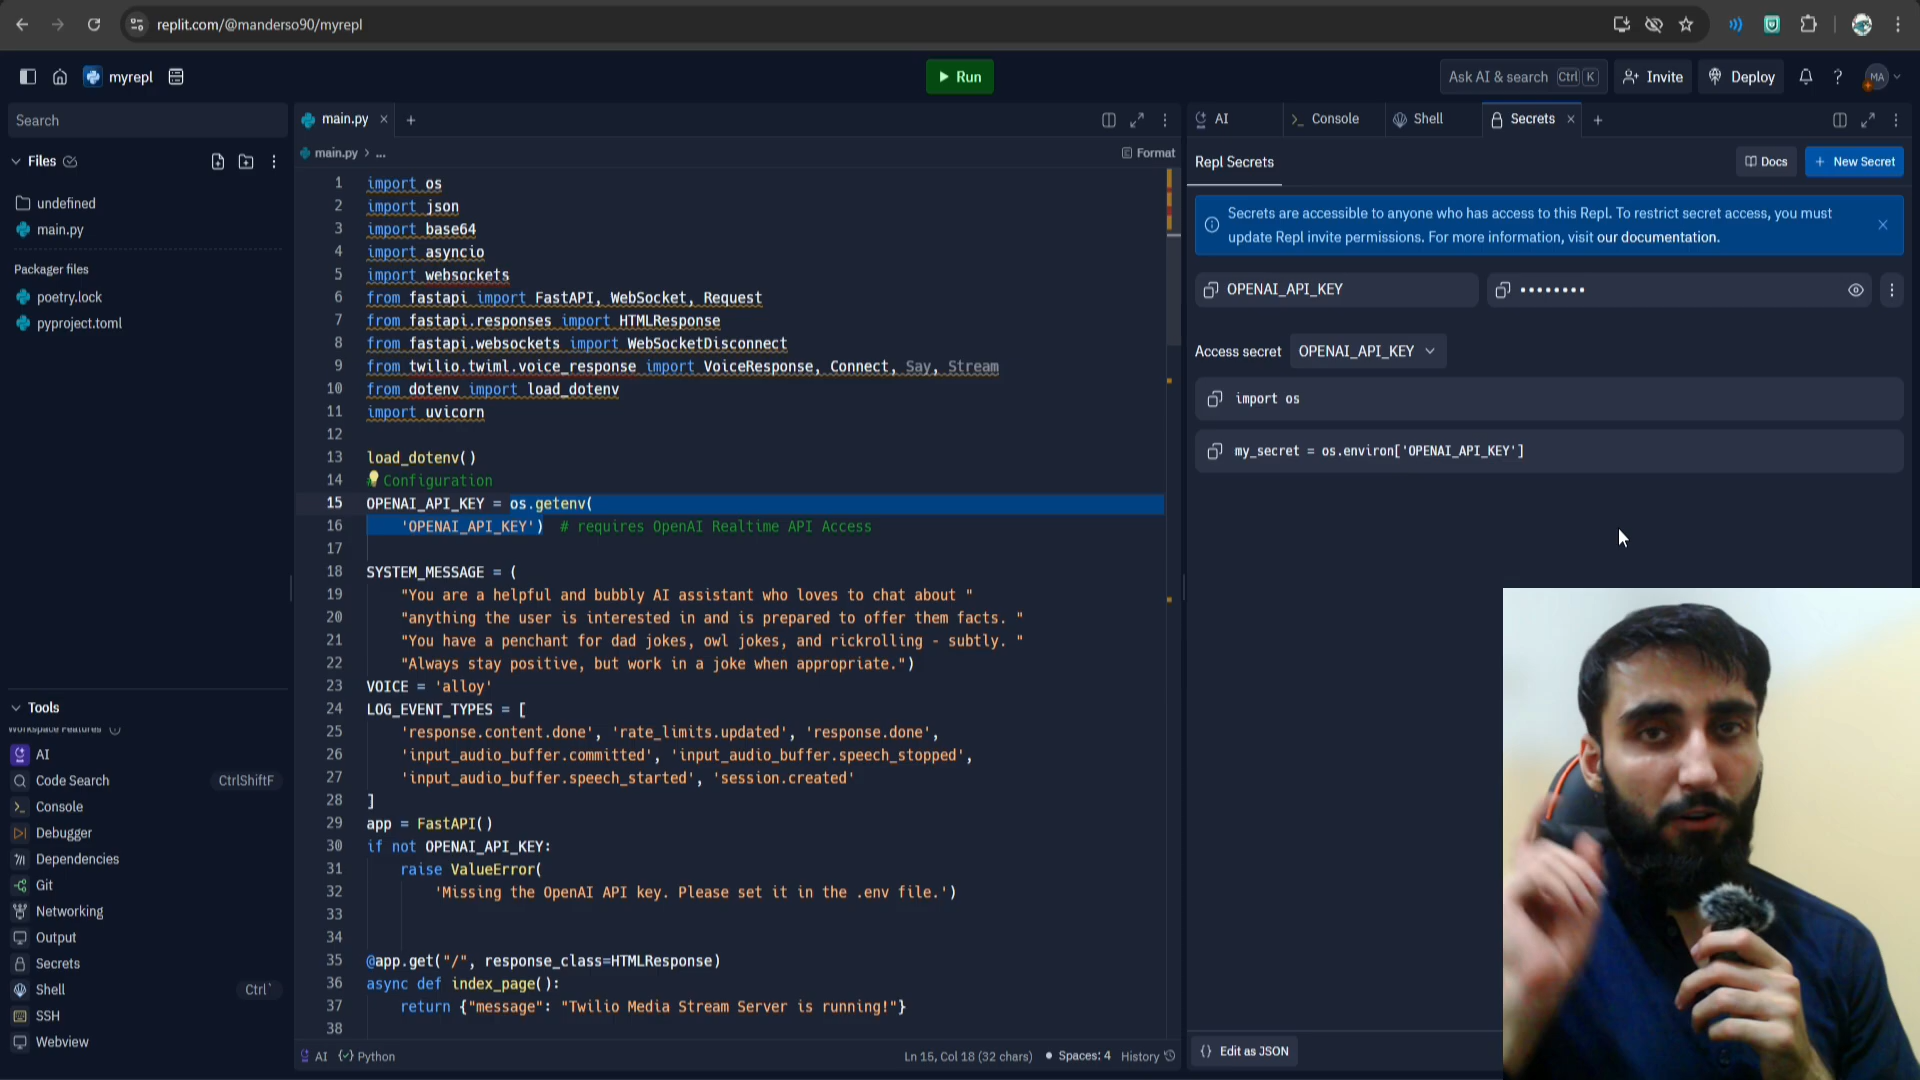 replit.com/@manderso90/myrepl
myrepl
Run
Ask AI & search Ctrl K
Invite
Deploy
MA
Search
Files
undefined
main.py
Packager files
poetry.lock
pyproject.toml
Tools
Workspace Features
AI
Code Search CtrlShiftF
Console
Debugger
Dependencies
Git
Networking
Output
Secrets
Shell Ctrl`
SSH
Webview
main.py
main.py > ...
Format
1 import os
2 import json
3 import base64
4 import asyncio
5 import websockets
6 from fastapi import FastAPI, WebSocket, Request
7 from fastapi.responses import HTMLResponse
8 from fastapi.websockets import WebSocketDisconnect
9 from twilio.twiml.voice_response import VoiceResponse, Connect, Say, Stream
10 from dotenv import load_dotenv
11 import uvicorn
12
13 load_dotenv()
14 # Configuration
15 OPENAI_API_KEY = os.getenv(
16 'OPENAI_API_KEY') # requires OpenAI Realtime API Access
17
18 SYSTEM_MESSAGE = (
19 "You are a helpful and bubbly AI assistant who loves to chat about "
20 "anything the user is interested in and is prepared to offer them facts. "
21 "You have a penchant for dad jokes, owl jokes, and rickrolling - subtly. "
22 "Always stay positive, but work in a joke when appropriate.")
23 VOICE = 'alloy'
24 LOG_EVENT_TYPES = [
25 'response.content.done', 'rate_limits.updated', 'response.done',
26 'input_audio_buffer.committed', 'input_audio_buffer.speech_stopped',
27 'input_audio_buffer.speech_started', 'session.created'
28 ]
29 app = FastAPI()
30 if not OPENAI_API_KEY:
31 raise ValueError(
32 'Missing the OpenAI API key. Please set it in the .env file.')
33
34
35 @app.get("/", response_class=HTMLResponse)
36 async def index_page():
37 return {"message": "Twilio Media Stream Server is running!"}
38
AI Python
Ln 15, Col 18 (32 chars) Spaces: 4 History
AI
Console
Shell
Secrets
Repl Secrets
Docs
New Secret
Secrets are accessible to anyone who has access to this Repl. To restrict secret access, you must
update Repl invite permissions. For more information, visit our documentation.
OPENAI_API_KEY ••••••••
Access secret OPENAI_API_KEY
import os
my_secret = os.environ['OPENAI_API_KEY']
{} Edit as JSON